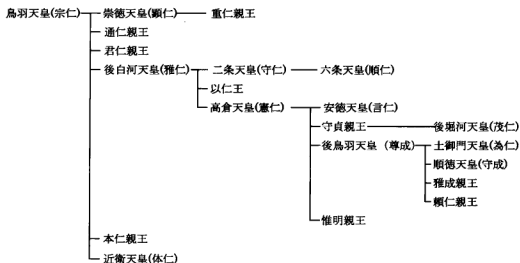 鳥羽天皇(宗仁) 崇徳天皇(顕仁) 重仁親王
通仁親王
君仁親王
後白河天皇(雅仁) 二条天皇(守仁) 六条天皇(順仁)
以仁王
高倉天皇(憲仁) 安徳天皇(言仁)
守貞親王 後堀河天皇(茂仁)
後鳥羽天皇(尊成) 土御門天皇(為仁)
順徳天皇(守成)
雅成親王
頼仁親王
惟明親王
本仁親王
近衛天皇(体仁)